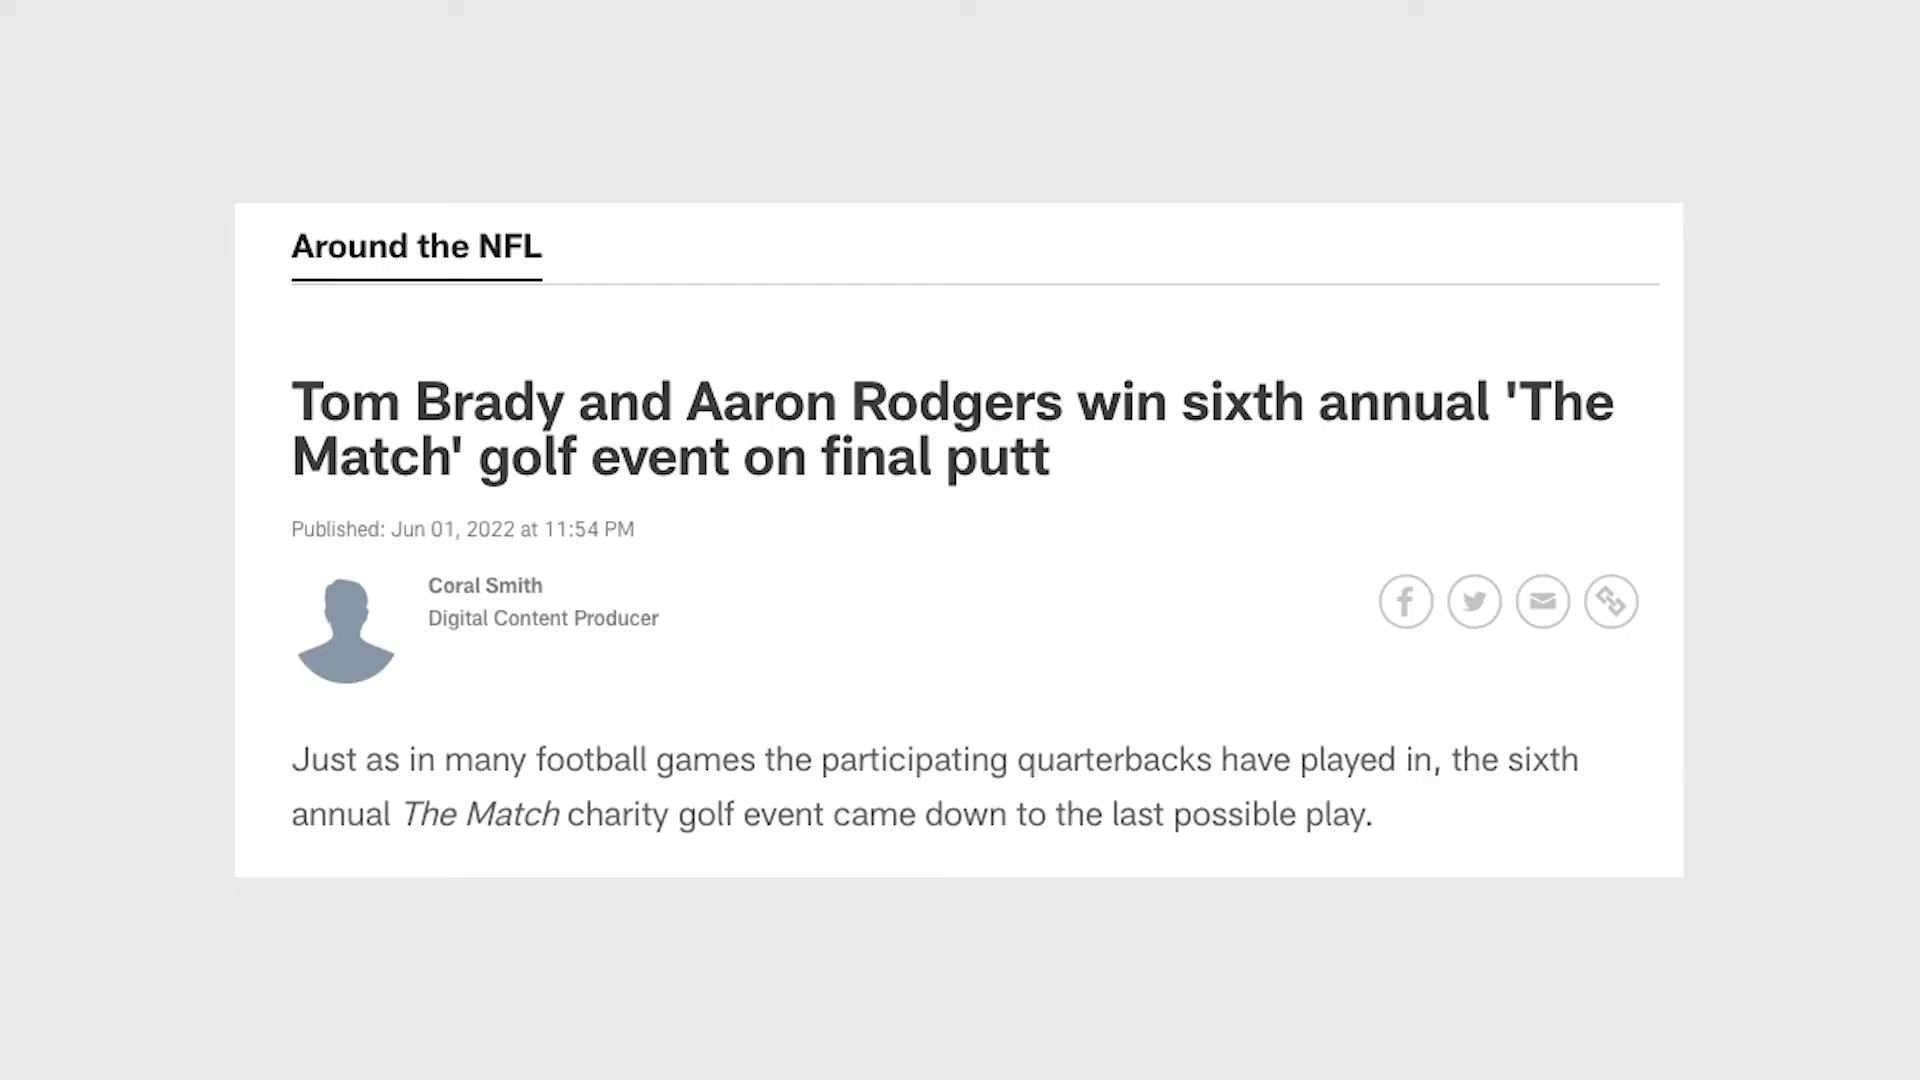 Around the NFL
Tom Brady and Aaron Rodgers win sixth annual 'The
Match' golf event on final putt
Published: Jun 01, 2022 at 11:54 PM
Coral Smith
Digital Content Producer
Just as in many football games the participating quarterbacks have played in, the sixth
annual The Match charity golf event came down to the last possible play.